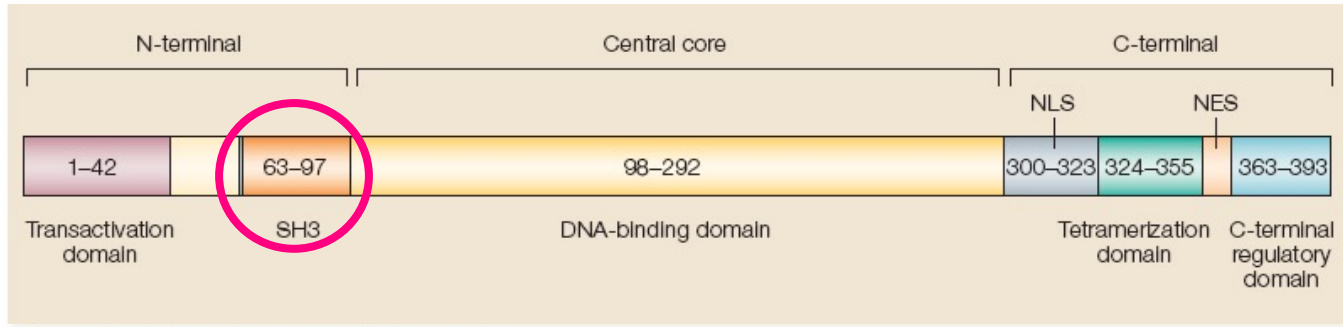 N-terminal Central core C-terminal
NLS NES
1–42 63–97 98–292 300–323 324–355 363–393
Transactivation SH3 DNA-binding domain Tetramerization C-terminal
domain domain regulatory
domain